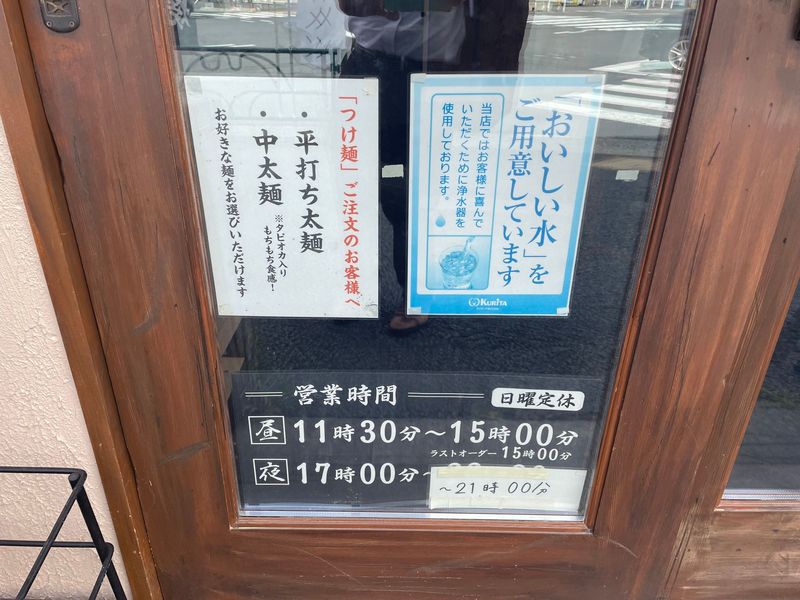 「つけ麺」ご注文のお客様へ
・平打ち太麺
・中太麺
※タピオカ入り
もちもち食感！
お好きな麺をお選びいただけます
「おいしい水」を
ご用意しています
当店ではお客様に喜んで
いただくために浄水器を
使用しております。
KURITA
営業時間
日曜定休
昼 11時30分～15時00分
ラストオーダー 15時00分
夜 17時00分～
～21時00分